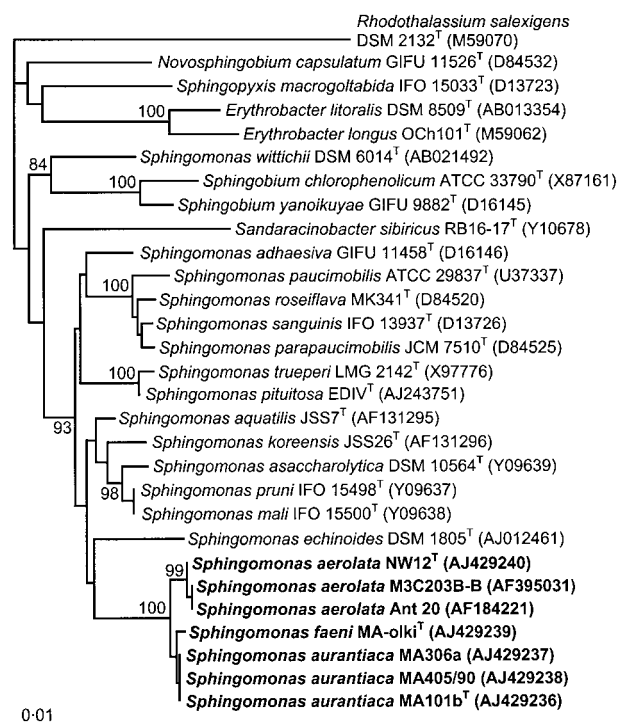 Rhodothalassium salexigens
DSM 2132T (M59070)
Novosphingobium capsulatum GIFU 11526T (D84532)
Sphingopyxis macrogoltabida IFO 15033T (D13723)
100
Erythrobacter litoralis DSM 8509T (AB013354)
Erythrobacter longus OCh101T (M59062)
84
Sphingomonas wittichii DSM 6014T (AB021492)
100
Sphingobium chlorophenolicum ATCC 33790T (X87161)
Sphingobium yanoikuyae GIFU 9882T (D16145)
Sandaracinobacter sibiricus RB16-17T (Y10678)
Sphingomonas adhaesiva GIFU 11458T (D16146)
100
Sphingomonas paucimobilis ATCC 29837T (U37337)
Sphingomonas roseiflava MK341T (D84520)
Sphingomonas sanguinis IFO 13937T (D13726)
Sphingomonas parapaucimobilis JCM 7510T (D84525)
100
Sphingomonas trueperi LMG 2142T (X97776)
Sphingomonas pituitosa EDIVT (AJ243751)
93
Sphingomonas aquatilis JSS7T (AF131295)
Sphingomonas koreensis JSS26T (AF131296)
Sphingomonas asaccharolytica DSM 10564T (Y09639)
98
Sphingomonas pruni IFO 15498T (Y09637)
Sphingomonas mali IFO 15500T (Y09638)
Sphingomonas echinoides DSM 1805T (AJ012461)
99
Sphingomonas aerolata NW12T (AJ429240)
Sphingomonas aerolata M3C203B-B (AF395031)
Sphingomonas aerolata Ant 20 (AF184221)
100
Sphingomonas faeni MA-olkiT (AJ429239)
Sphingomonas aurantiaca MA306a (AJ429237)
Sphingomonas aurantiaca MA405/90 (AJ429238)
Sphingomonas aurantiaca MA101bT (AJ429236)
0·01